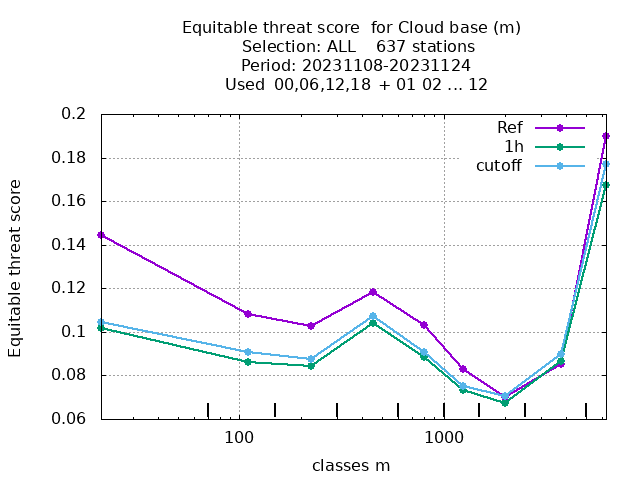 Equitable threat score  for Cloud base (m)
Selection: ALL    637 stations
Period: 20231108-20231124
Used  00,06,12,18  + 01 02 ... 12
Ref
1h
cutoff
0.2
0.18
0.16
0.14
0.12
0.1
0.08
0.06
Equitable threat score
100
1000
classes m